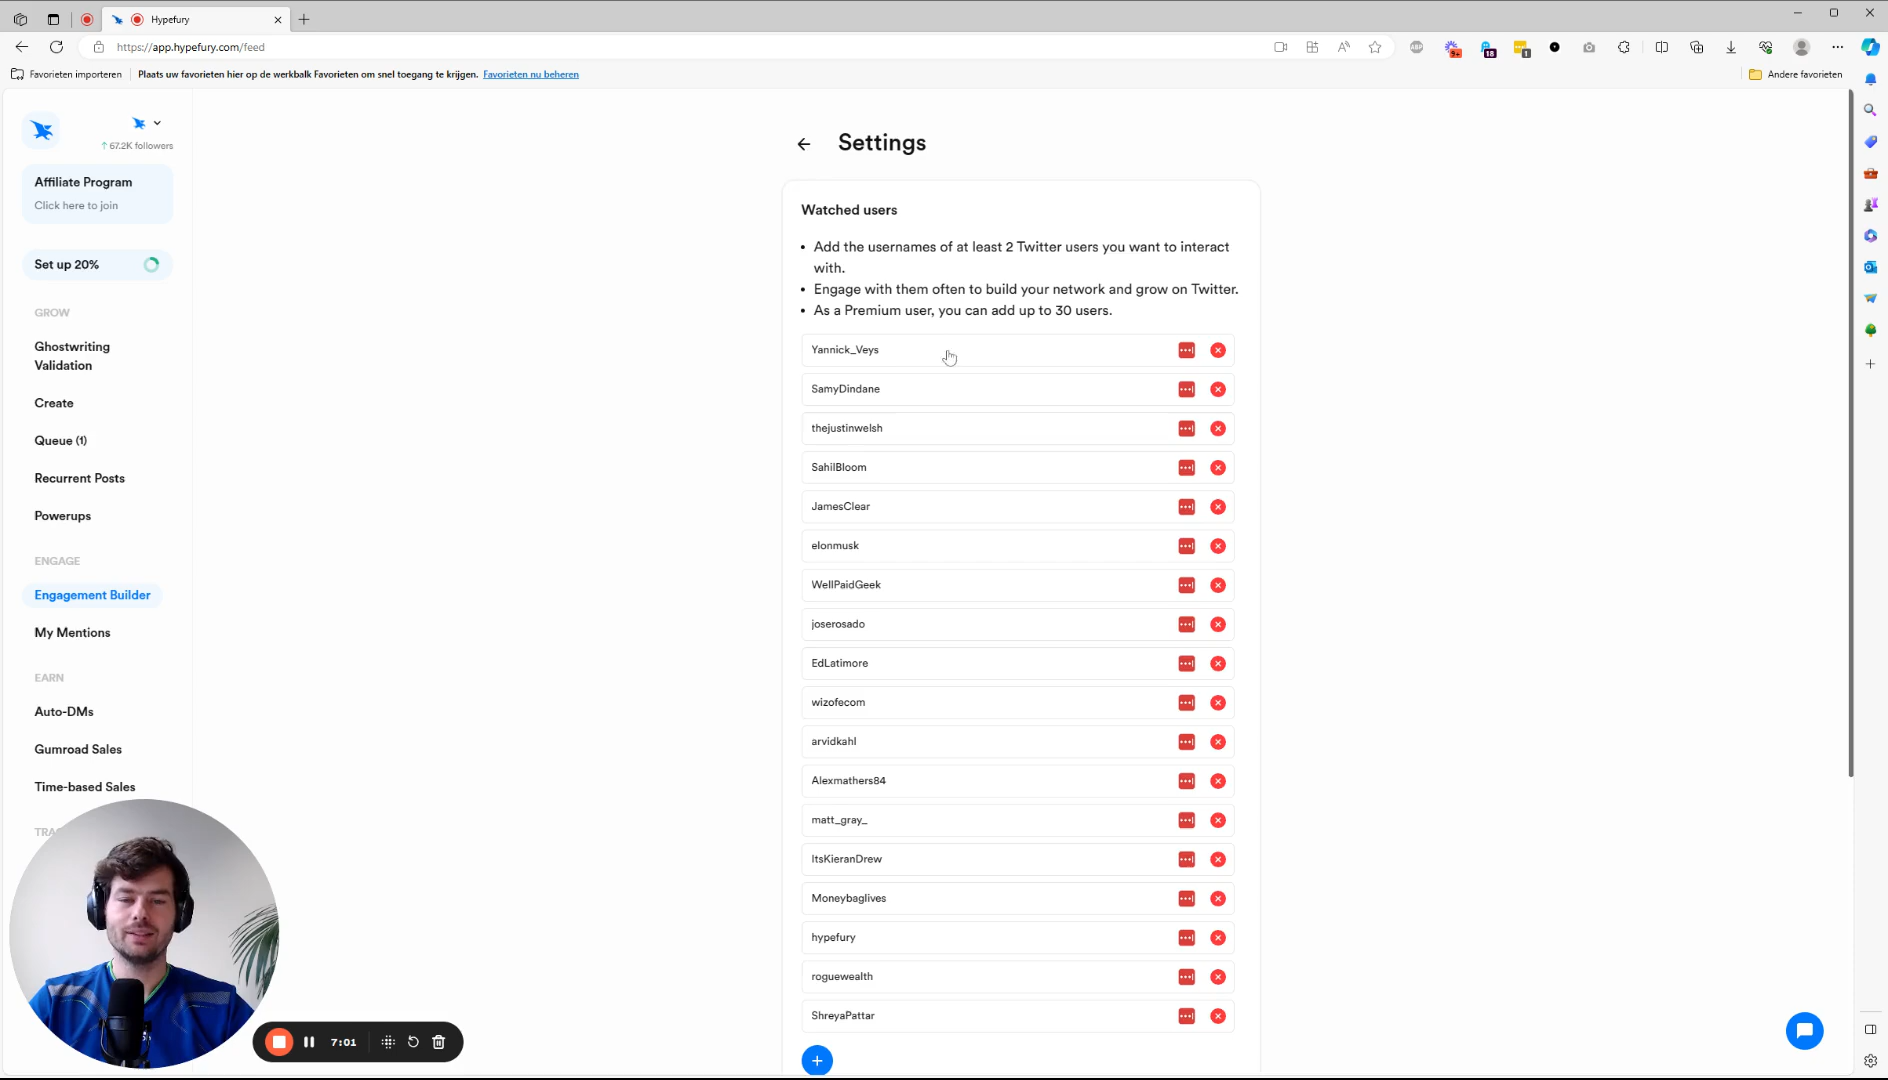 Hypefury
https://app.hypefury.com/feed
9+
18
1
Favorieten importeren
Plaats uw favorieten hier op de werkbalk Favorieten om snel toegang te krijgen. Favorieten nu beheren
Andere favorieten
67.2K followers
Affiliate Program
Click here to join
Set up 20%
GROW
Ghostwriting
Validation
Create
Queue (1)
Recurrent Posts
Powerups
ENGAGE
Engagement Builder
My Mentions
EARN
Auto-DMs
Gumroad Sales
Time-based Sales
Settings
Watched users
• Add the usernames of at least 2 Twitter users you want to interact
with.
• Engage with them often to build your network and grow on Twitter.
• As a Premium user, you can add up to 30 users.
Yannick_Veys
SamyDindane
thejustinwelsh
SahilBloom
JamesClear
elonmusk
WellPaidGeek
joserosado
EdLatimore
wizofecom
arvidkahl
Alexmathers84
matt_gray_
ItsKieranDrew
Moneybaglives
hypefury
roguewealth
ShreyaPattar
7:01